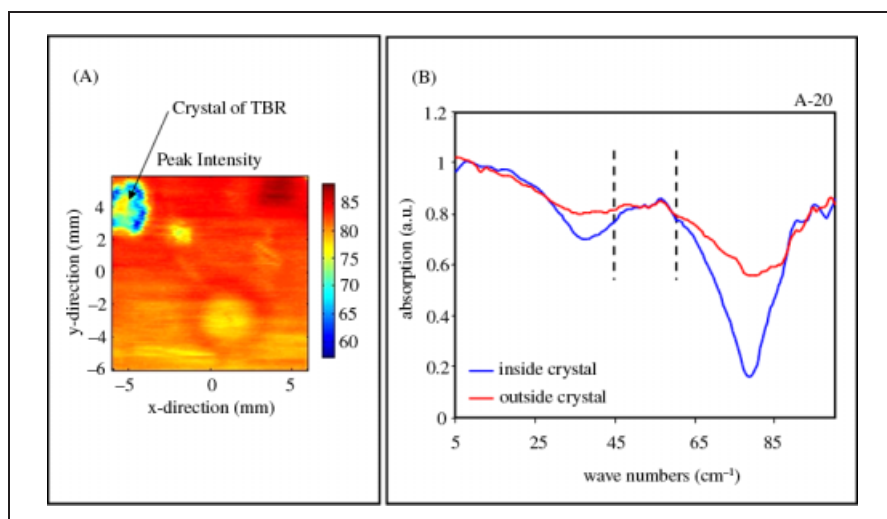 (A)
Crystal of TBR
Peak Intensity
4
2
0
−2
−4
−6
y-direction (mm)
−5
0
5
x-direction (mm)
85
80
75
70
65
60
(B)
A-20
1.2
1
0.8
0.6
0.4
0.2
0
absorption (a.u.)
inside crystal
outside crystal
5
25
45
65
85
wave numbers (cm⁻¹)